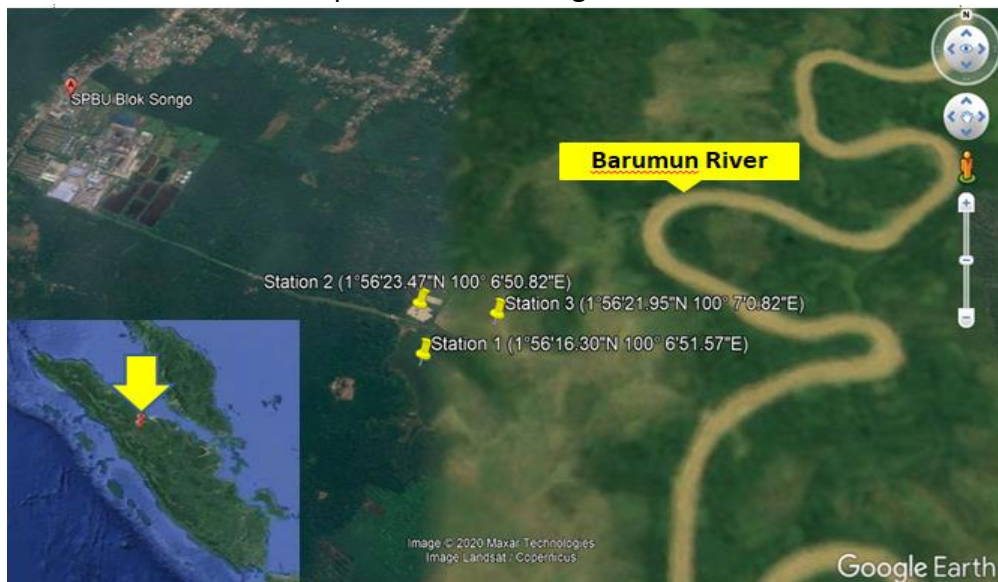 N
SPBU Blok Songo
Barumun River
Station 2 (1°56'23.47"N 100° 6'50.82"E)
Station 3 (1°56'21.95"N 100° 7'0.82"E)
Station 1 (1°56'16.30"N 100° 6'51.57"E)
Image © 2020 Maxar Technologies
Image Landsat / Copernicus
Google Earth